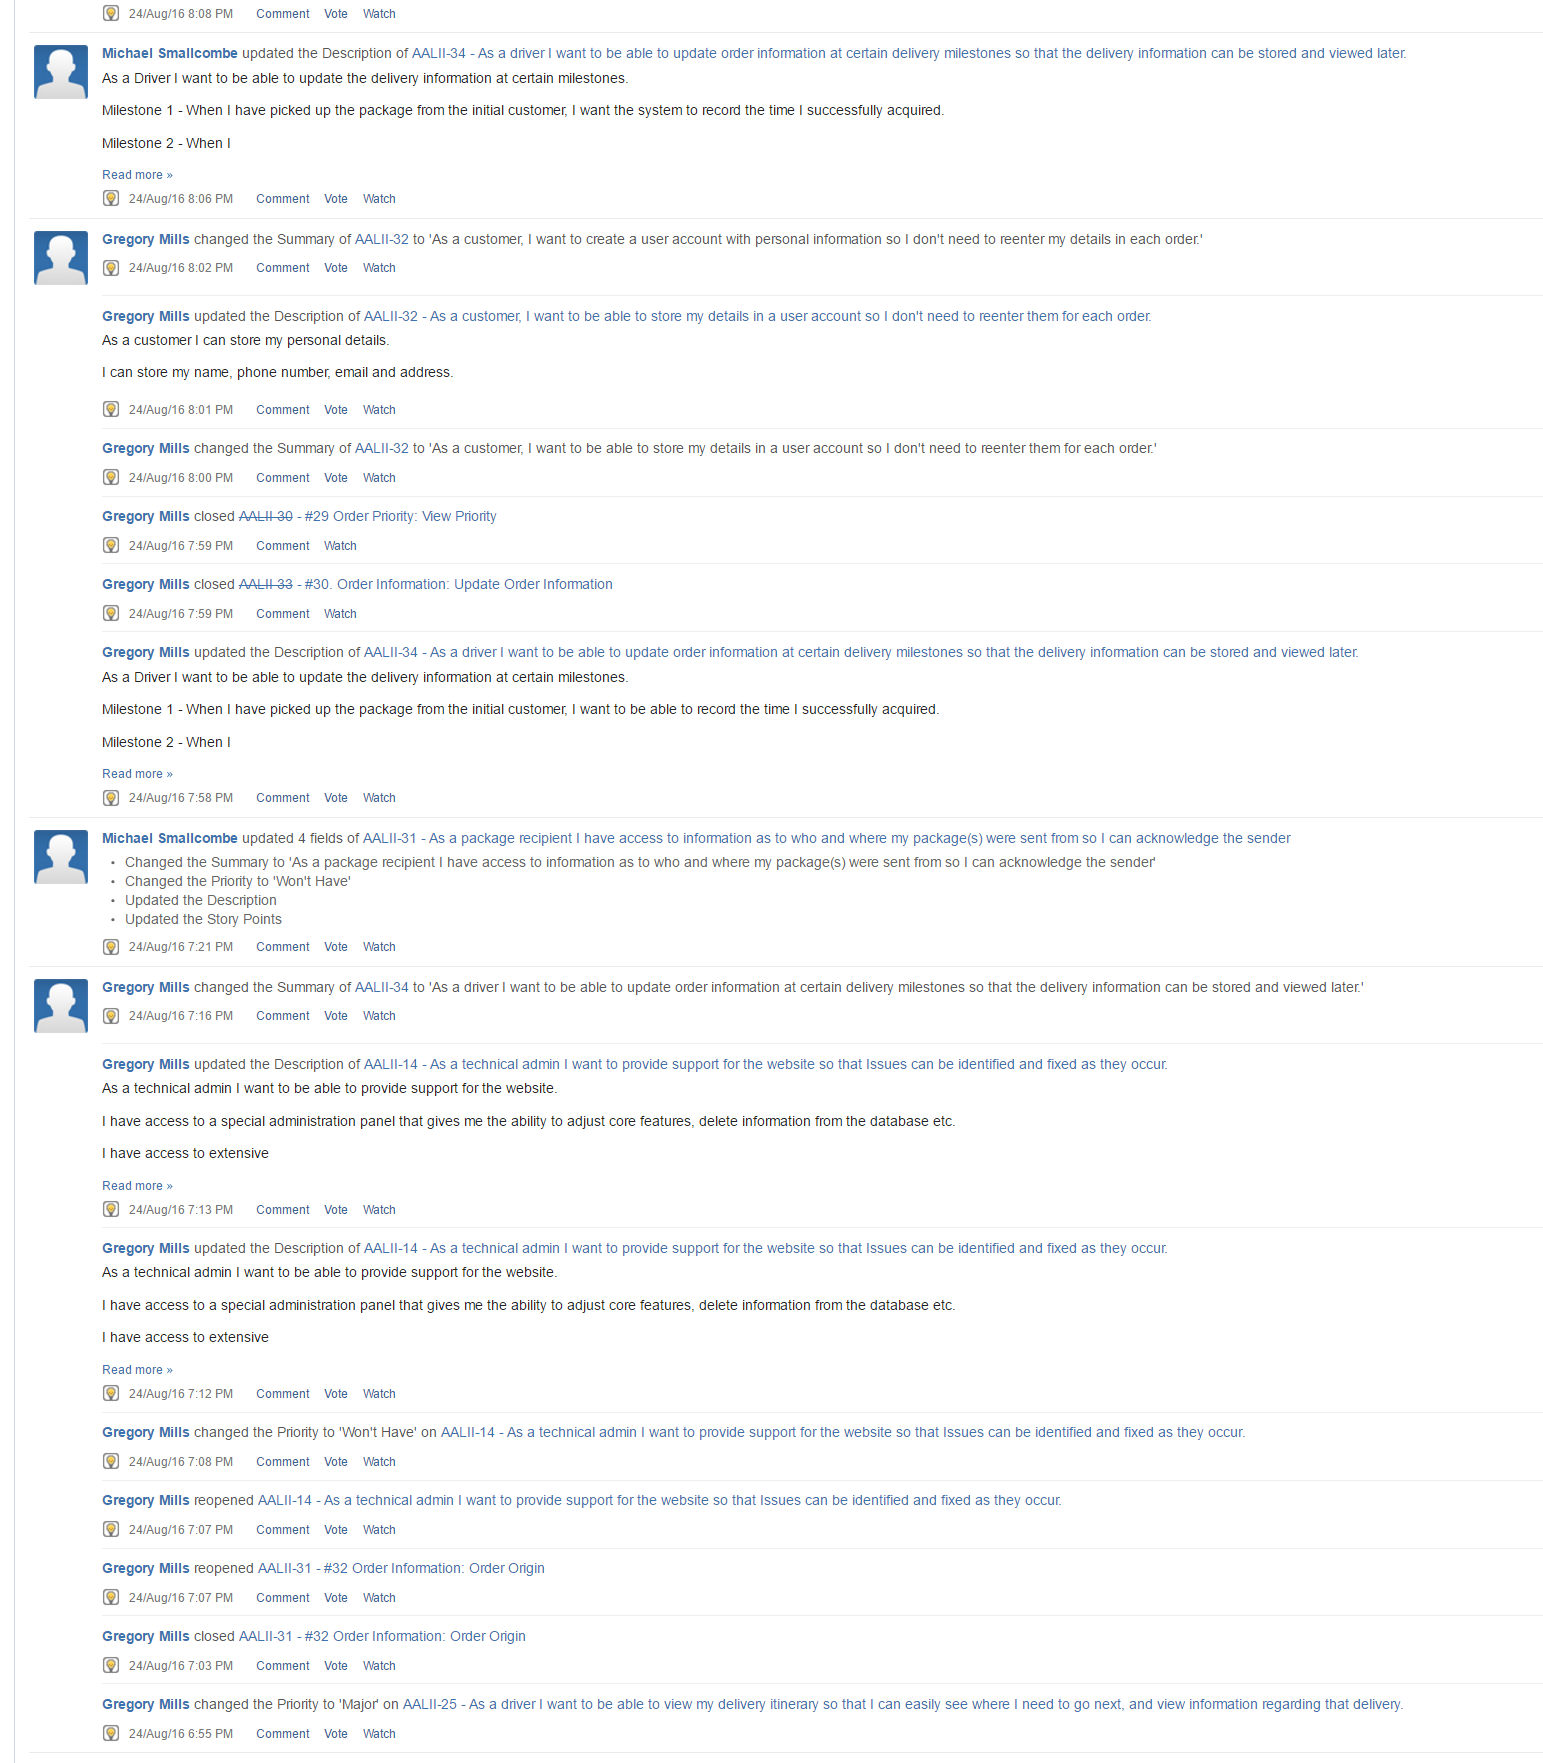 24/Aug/16 8:08 PM Comment Vote Watch
Michael Smallcombe updated the Description of AALII-34 - As a driver I want to be able to update order information at certain delivery milestones so that the delivery information can be stored and viewed later.
As a Driver I want to be able to update the delivery information at certain milestones.
Milestone 1 - When I have picked up the package from the initial customer, I want the system to record the time I successfully acquired.
Milestone 2 - When I
Read more »
24/Aug/16 8:06 PM Comment Vote Watch
Gregory Mills changed the Summary of AALII-32 to 'As a customer, I want to create a user account with personal information so I don't need to reenter my details in each order.'
24/Aug/16 8:02 PM Comment Vote Watch
Gregory Mills updated the Description of AALII-32 - As a customer, I want to be able to store my details in a user account so I don't need to reenter them for each order.
As a customer I can store my personal details.
I can store my name, phone number, email and address.
24/Aug/16 8:01 PM Comment Vote Watch
Gregory Mills changed the Summary of AALII-32 to 'As a customer, I want to be able to store my details in a user account so I don't need to reenter them for each order.'
24/Aug/16 8:00 PM Comment Vote Watch
Gregory Mills closed AALII-30 - #29 Order Priority: View Priority
24/Aug/16 7:59 PM Comment Watch
Gregory Mills closed AALII-33 - #30. Order Information: Update Order Information
24/Aug/16 7:59 PM Comment Watch
Gregory Mills updated the Description of AALII-34 - As a driver I want to be able to update order information at certain delivery milestones so that the delivery information can be stored and viewed later.
As a Driver I want to be able to update the delivery information at certain milestones.
Milestone 1 - When I have picked up the package from the initial customer, I want to be able to record the time I successfully acquired.
Milestone 2 - When I
Read more »
24/Aug/16 7:58 PM Comment Vote Watch
Michael Smallcombe updated 4 fields of AALII-31 - As a package recipient I have access to information as to who and where my package(s) were sent from so I can acknowledge the sender
• Changed the Summary to 'As a package recipient I have access to information as to who and where my package(s) were sent from so I can acknowledge the sender'
• Changed the Priority to 'Won't Have'
• Updated the Description
• Updated the Story Points
24/Aug/16 7:21 PM Comment Vote Watch
Gregory Mills changed the Summary of AALII-34 to 'As a driver I want to be able to update order information at certain delivery milestones so that the delivery information can be stored and viewed later.'
24/Aug/16 7:16 PM Comment Vote Watch
Gregory Mills updated the Description of AALII-14 - As a technical admin I want to provide support for the website so that Issues can be identified and fixed as they occur.
As a technical admin I want to be able to provide support for the website.
I have access to a special administration panel that gives me the ability to adjust core features, delete information from the database etc.
I have access to extensive
Read more »
24/Aug/16 7:13 PM Comment Vote Watch
Gregory Mills updated the Description of AALII-14 - As a technical admin I want to provide support for the website so that Issues can be identified and fixed as they occur.
As a technical admin I want to be able to provide support for the website.
I have access to a special administration panel that gives me the ability to adjust core features, delete information from the database etc.
I have access to extensive
Read more »
24/Aug/16 7:12 PM Comment Vote Watch
Gregory Mills changed the Priority to 'Won't Have' on AALII-14 - As a technical admin I want to provide support for the website so that Issues can be identified and fixed as they occur.
24/Aug/16 7:08 PM Comment Vote Watch
Gregory Mills reopened AALII-14 - As a technical admin I want to provide support for the website so that Issues can be identified and fixed as they occur.
24/Aug/16 7:07 PM Comment Vote Watch
Gregory Mills reopened AALII-31 - #32 Order Information: Order Origin
24/Aug/16 7:07 PM Comment Vote Watch
Gregory Mills closed AALII-31 - #32 Order Information: Order Origin
24/Aug/16 7:03 PM Comment Vote Watch
Gregory Mills changed the Priority to 'Major' on AALII-25 - As a driver I want to be able to view my delivery itinerary so that I can easily see where I need to go next, and view information regarding that delivery.
24/Aug/16 6:55 PM Comment Vote Watch